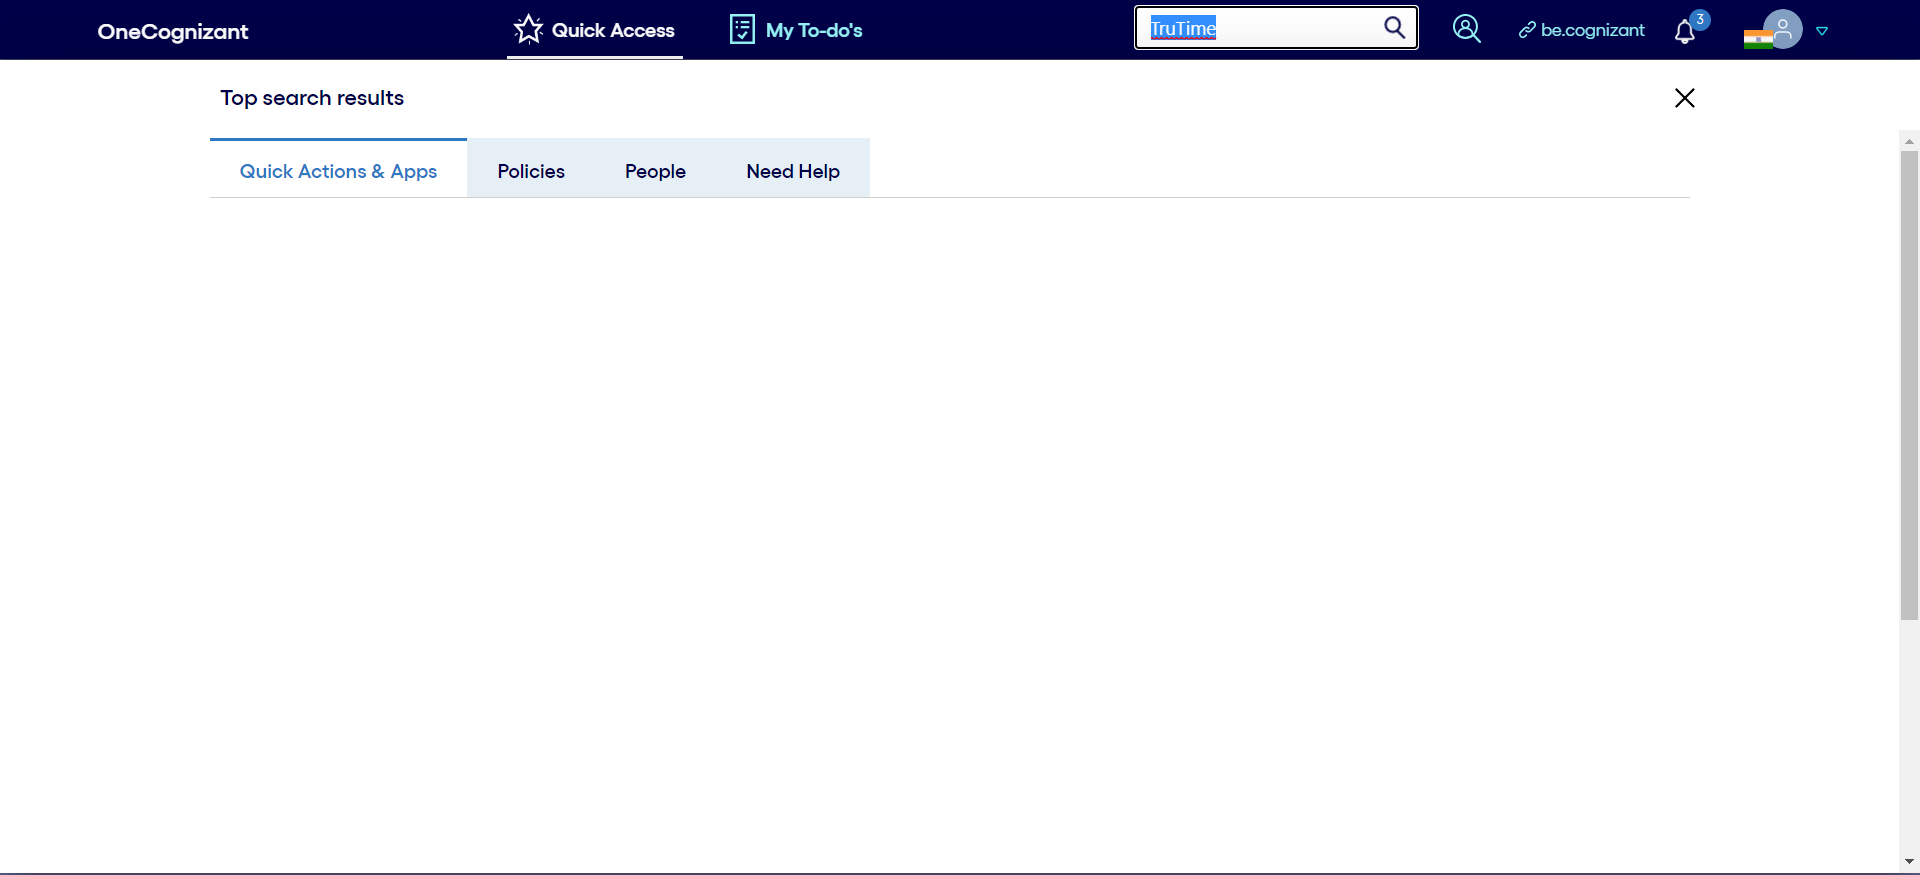 OneCognizant
Quick Access
My To-do's
TruTime
be.cognizant
3
Top search results
Quick Actions & Apps
Policies
People
Need Help